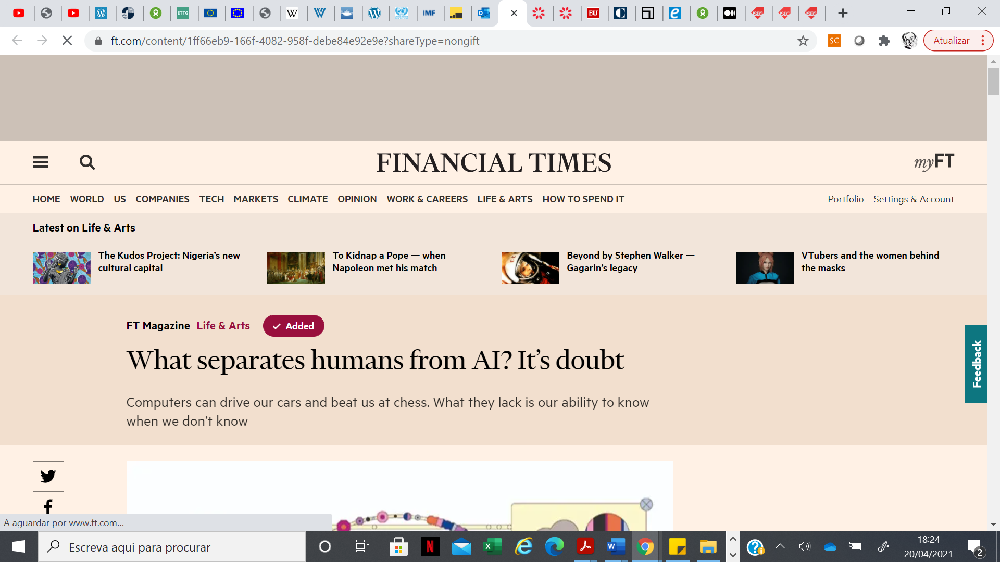 ETTG
W
IMF
BU
ISEG
ISEG
ISEG
ft.com/content/1ff66eb9-166f-4082-958f-debe84e92e9e?shareType=nongift
SC
Atualizar
FINANCIAL TIMES
myFT
HOME WORLD US COMPANIES TECH MARKETS CLIMATE OPINION WORK & CAREERS LIFE & ARTS HOW TO SPEND IT
Portfolio Settings & Account
Latest on Life & Arts
The Kudos Project: Nigeria's new
cultural capital
To Kidnap a Pope — when
Napoleon met his match
Beyond by Stephen Walker —
Gagarin's legacy
VTubers and the women behind
the masks
FT Magazine Life & Arts Added
What separates humans from AI? It's doubt
Computers can drive our cars and beat us at chess. What they lack is our ability to know
when we don't know
Feedback
A aguardar por www.ft.com...
Escreva aqui para procurar
18:24
20/04/2021
2